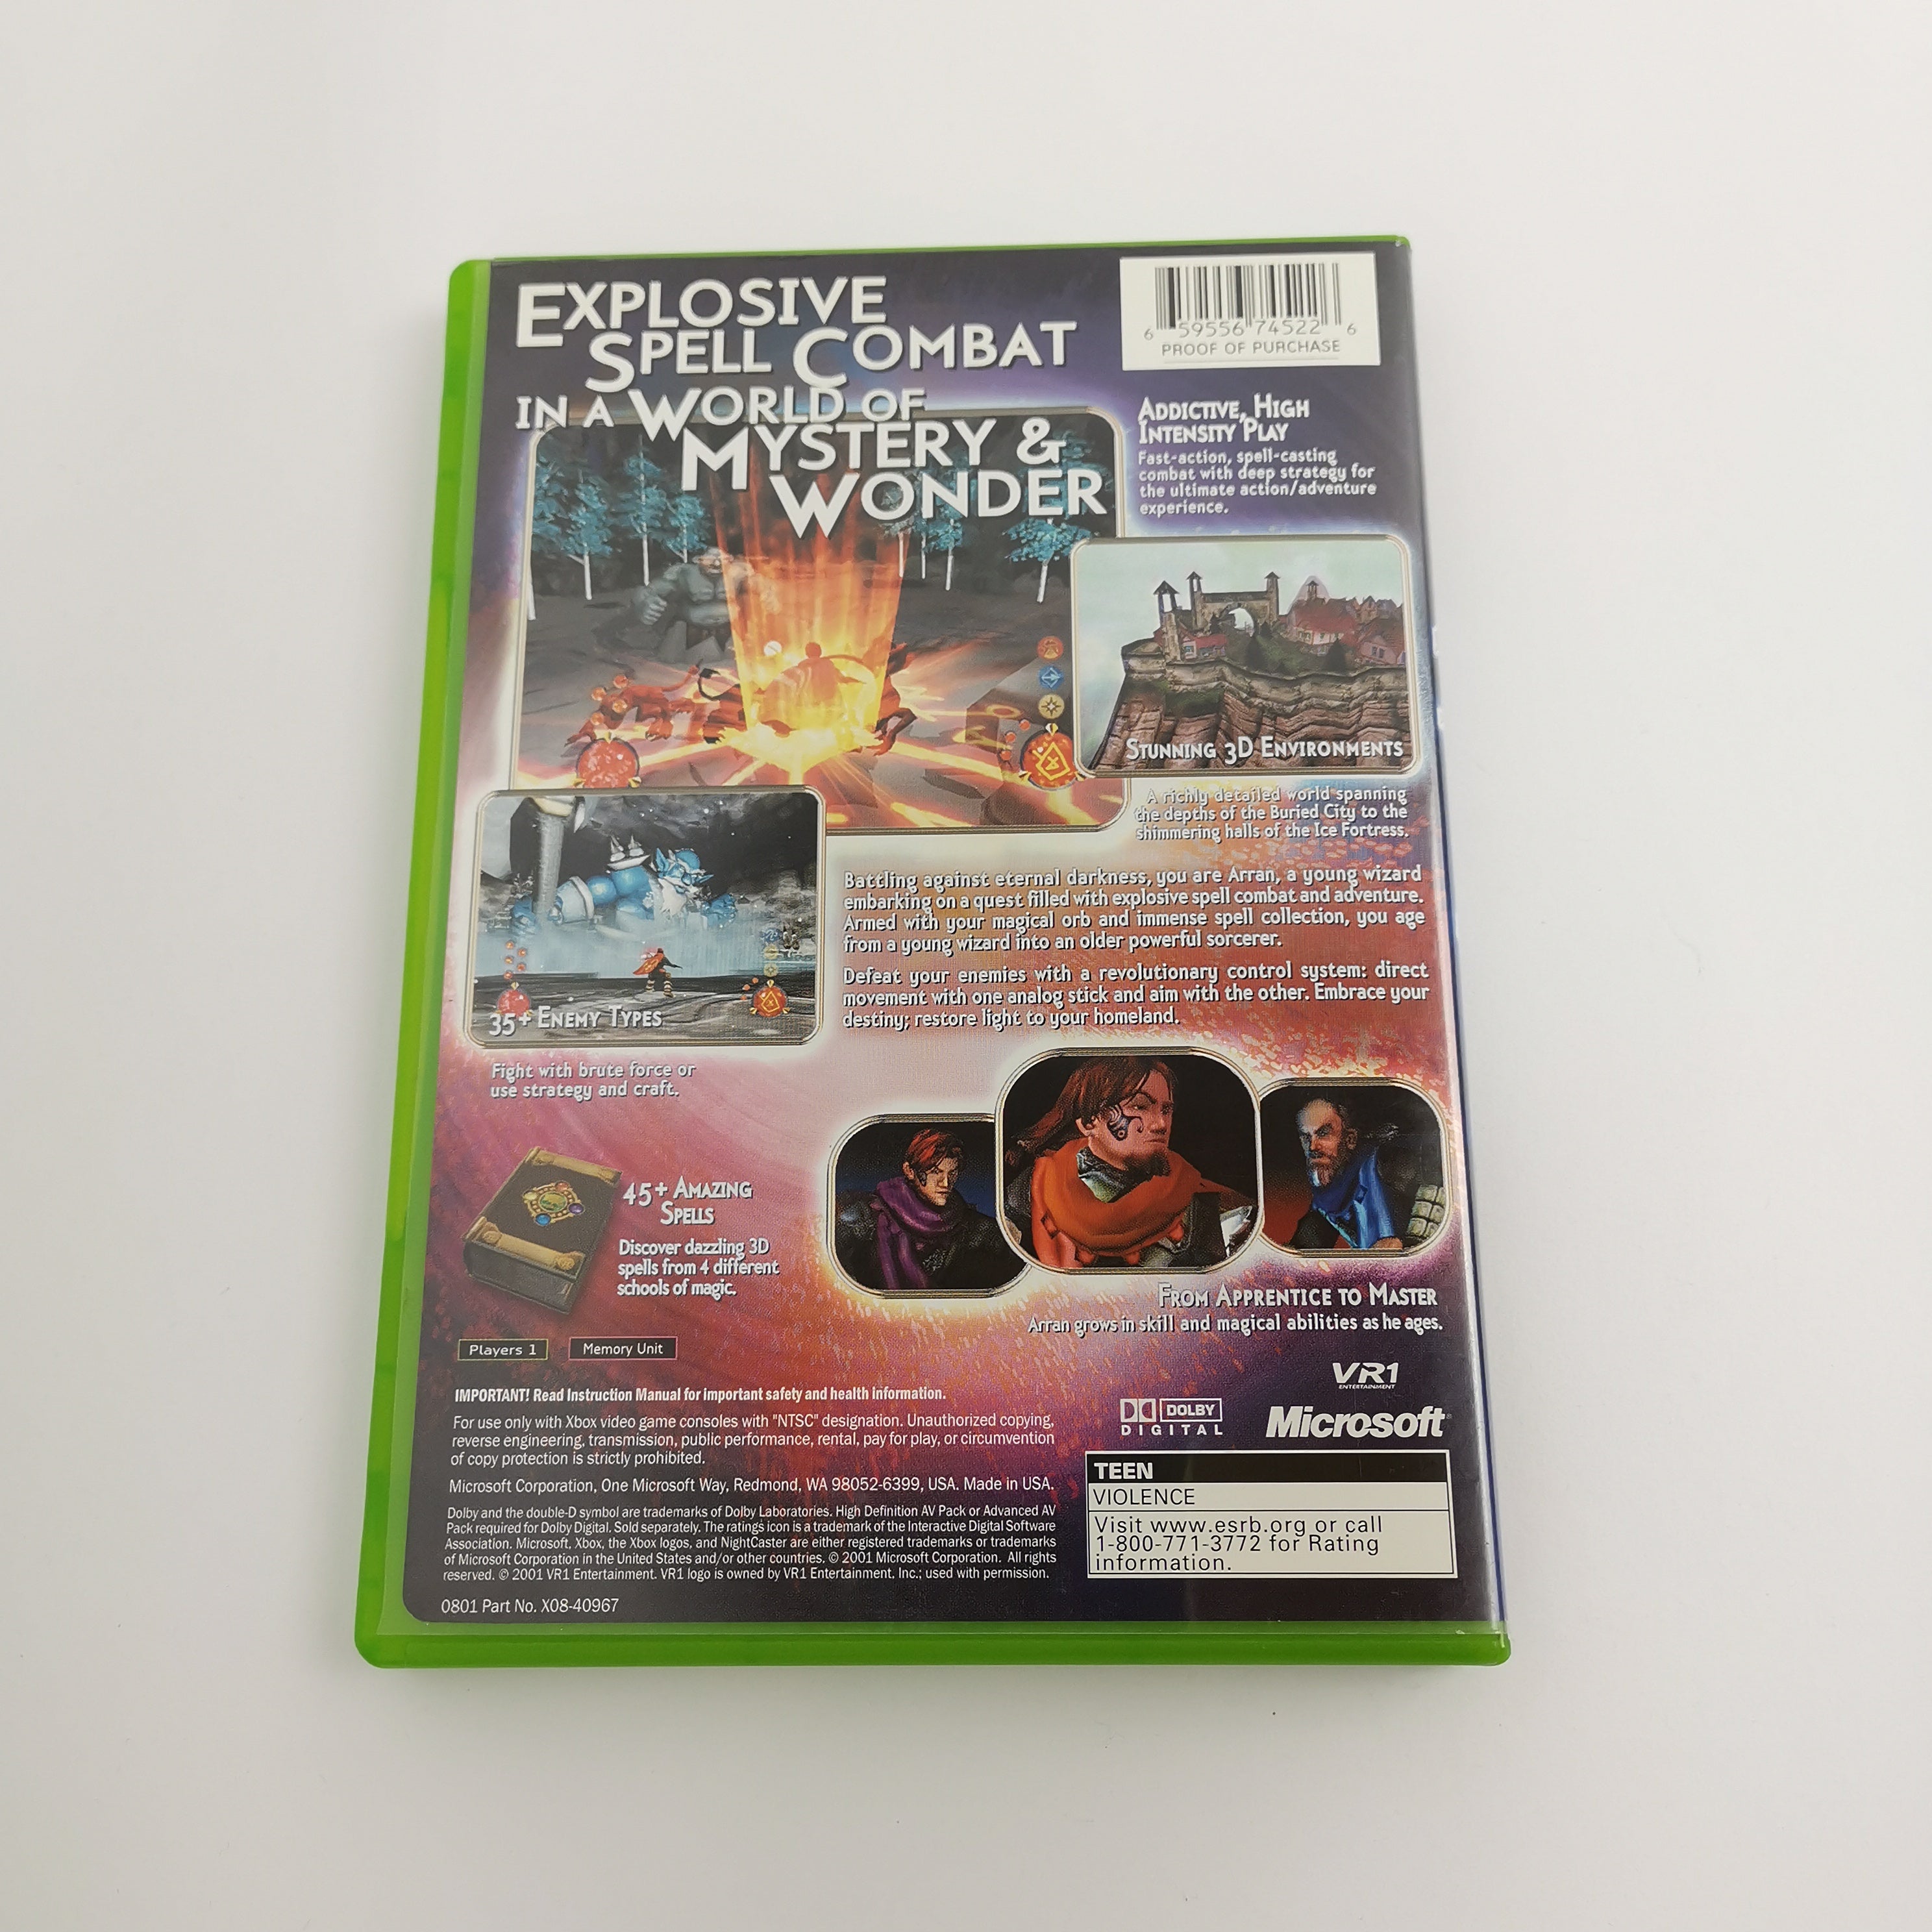 EXPLOSIVE
SPELL COMBAT
IN A WORLD OF
MYSTERY &
WONDER
6 59556 74522 6
PROOF OF PURCHASE
ADDICTIVE, HIGH
INTENSITY PLAY
Fast-action, spell-casting
combat with deep strategy for
the ultimate action/adventure
experience.
STUNNING 3D ENVIRONMENTS
A richly detailed world spanning
the depths of the Buried City to the
shimmering halls of the Ice Fortress.
Battling against eternal darkness, you are Arran, a young wizard
embarking on a quest filled with explosive spell combat and adventure.
Armed with your magical orb and immense spell collection, you age
from a young wizard into an older powerful sorcerer.
Defeat your enemies with a revolutionary control system: direct
movement with one analog stick and aim with the other. Embrace your
destiny; restore light to your homeland.
35+ ENEMY TYPES
Fight with brute force or
use strategy and craft.
45+ AMAZING
SPELLS
Discover dazzling 3D
spells from 4 different
schools of magic.
FROM APPRENTICE TO MASTER
Arran grows in skill and magical abilities as he ages.
Players 1
Memory Unit
IMPORTANT! Read Instruction Manual for important safety and health information.
For use only with Xbox video game consoles with "NTSC" designation. Unauthorized copying,
reverse engineering, transmission, public performance, rental, pay for play, or circumvention
of copy protection is strictly prohibited.
Microsoft Corporation, One Microsoft Way, Redmond, WA 98052-6399, USA. Made in USA.
Dolby and the double-D symbol are trademarks of Dolby Laboratories. High Definition AV Pack or Advanced AV
Pack required for Dolby Digital. Sold separately. The ratings icon is a trademark of the Interactive Digital Software
Association. Microsoft, Xbox, the Xbox logos, and NightCaster are either registered trademarks or trademarks
of Microsoft Corporation in the United States and/or other countries. © 2001 Microsoft Corporation. All rights
reserved. © 2001 VR1 Entertainment. VR1 logo is owned by VR1 Entertainment. Inc.; used with permission.
0801 Part No. X08-40967
VR1
ENTERTAINMENT
DOLBY
DIGITAL
Microsoft®
TEEN
VIOLENCE
Visit www.esrb.org or call
1-800-771-3772 for Rating
information.